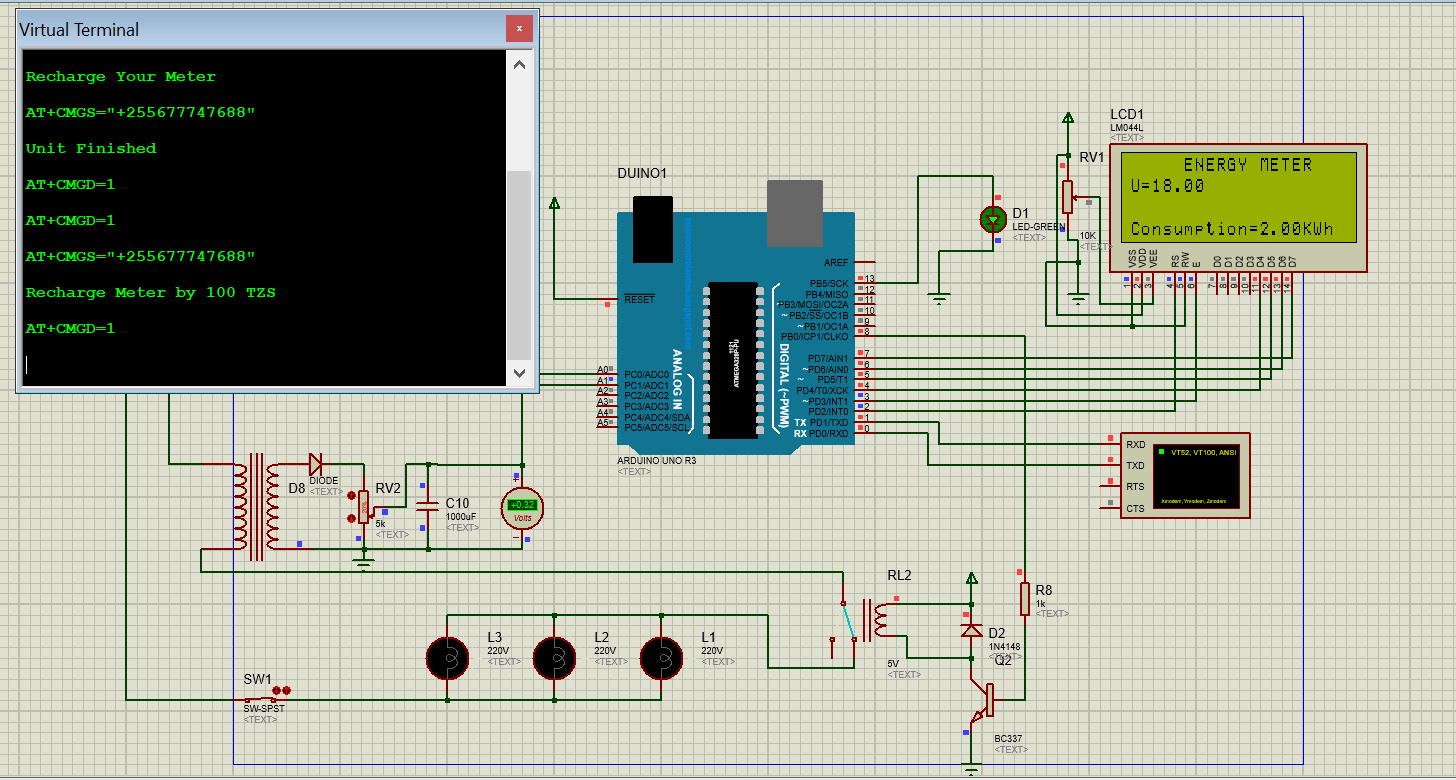 Virtual Terminal
Recharge Your Meter
AT+CMGS="+255677747688"
Unit Finished
AT+CMGD=1
AT+CMGD=1
AT+CMGS="+255677747688"
Recharge Meter by 100 TZS
AT+CMGD=1
DUINO1
RESET
AREF
PB5/SCK 13
PB4/MISO 12
PB3/MOSI/OC2A 11
~ PB2/SS/OC1B 10
~ PB1/OC1A 9
PB0/ICP1/CLKO 8
PD7/AIN1 7
~ PD6/AIN0 6
~ PD5/T1 5
PD4/T0/XCK 4
~ PD3/INT1 3
PD2/INT0 2
TX PD1/TXD 1
RX PD0/RXD 0
A0 PC0/ADC0
A1 PC1/ADC1
A2 PC2/ADC2
A3 PC3/ADC3
A4 PC4/ADC4/SDA
A5 PC5/ADC5/SCL
ANALOG IN
DIGITAL (~PWM)
1121
ATMEGA328P-PU
ARDUINO UNO R3
<TEXT>
D1
LED-GREEN
<TEXT>
RV1
10K
<TEXT>
LCD1
LM044L
<TEXT>
ENERGY METER
U=18.00
Consumption=2.00KWh
VSS VDD VEE RS RW E D0 D1 D2 D3 D4 D5 D6 D7
1 2 3 4 5 6 7 8 9 10 11 12 13 14
RXD
TXD
RTS
CTS
VT52, VT100, ANSI
Xmodem, Ymodem, Zmodem
D8
DIODE
<TEXT>
RV2
5k
<TEXT>
C10
1000uF
<TEXT>
+0.32
Volts
RL2
5V
<TEXT>
R8
1k
<TEXT>
D2
1N4148
<TEXT>
Q2
BC337
<TEXT>
L3
220V
<TEXT>
L2
220V
<TEXT>
L1
220V
<TEXT>
SW1
SW-SPST
<TEXT>